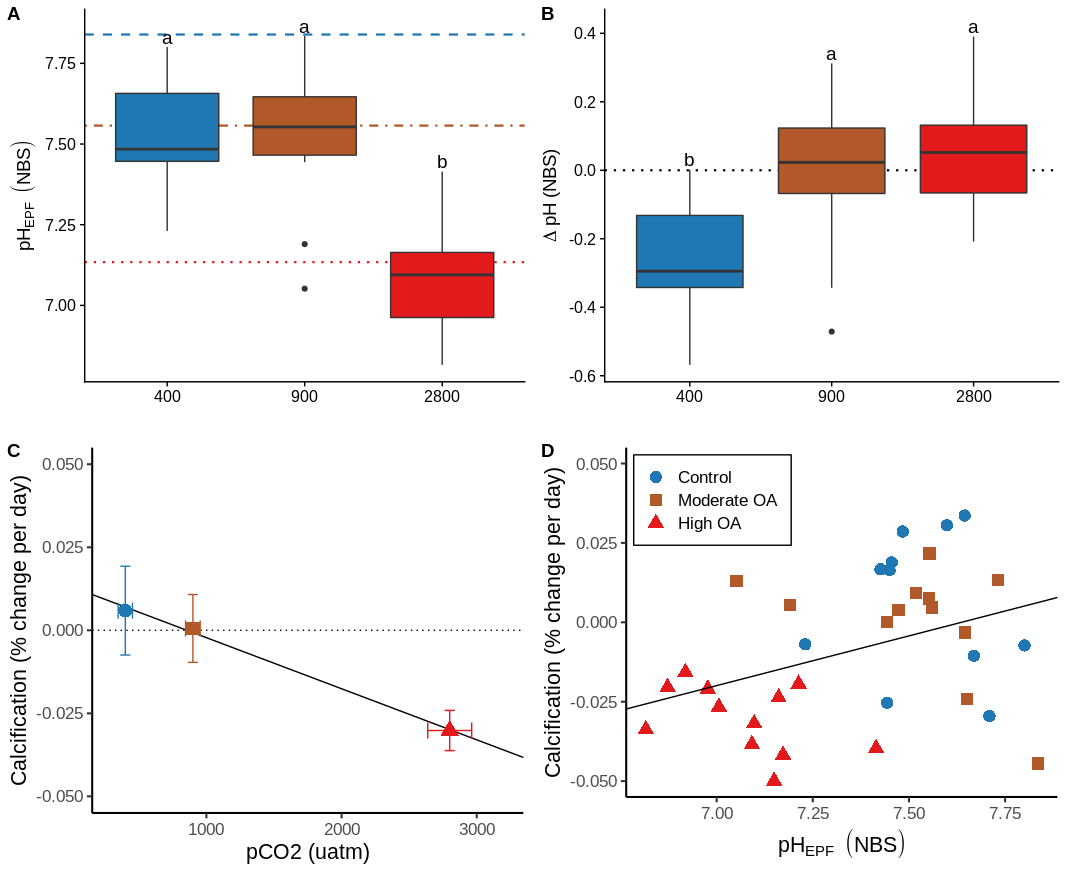 A
pHEPF (NBS)
7.75
7.50
7.25
7.00
a
a
b
400
900
2800
B
Δ pH (NBS)
0.4
0.2
0.0
-0.2
-0.4
-0.6
b
a
a
400
900
2800
C
Calcification (% change per day)
0.050
0.025
0.000
-0.025
-0.050
1000
2000
3000
pCO2 (uatm)
D
Calcification (% change per day)
0.050
0.025
0.000
-0.025
-0.050
Control
Moderate OA
High OA
7.00
7.25
7.50
7.75
pHEPF (NBS)